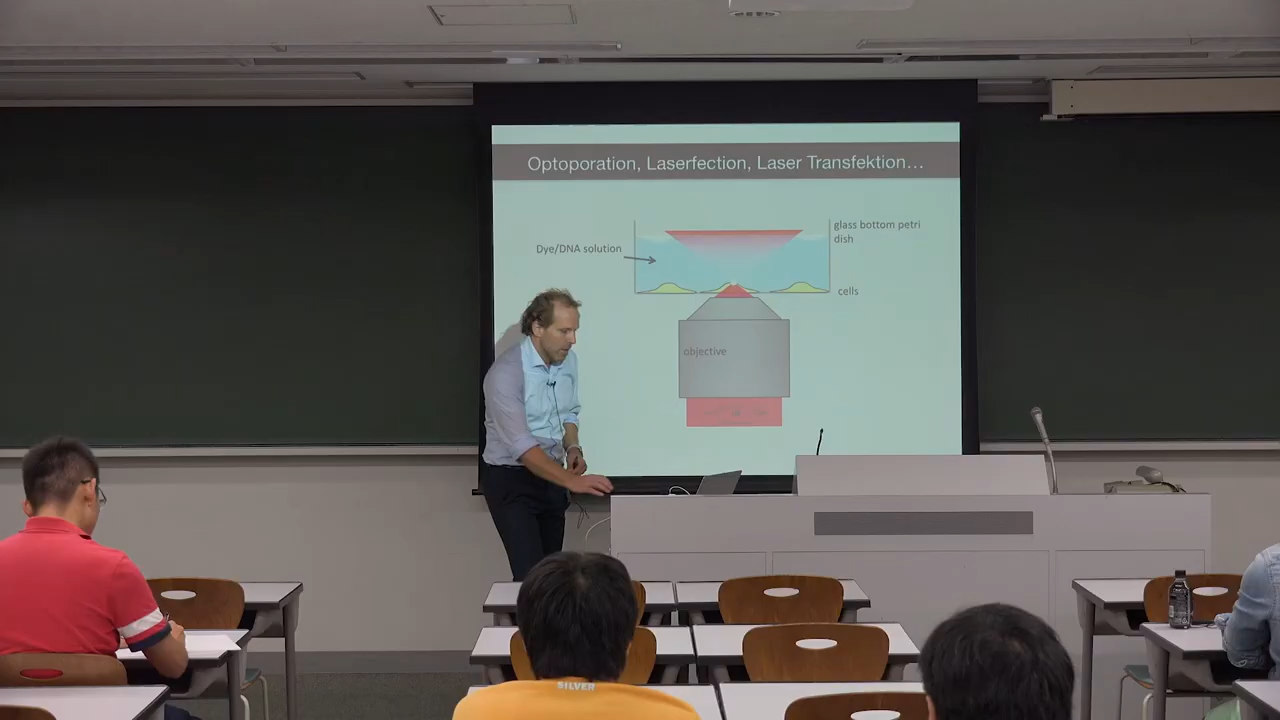 Optoporation, Laserfection, Laser Transfektion...
glass bottom petri
dish
Dye/DNA solution
cells
objective
SILVER